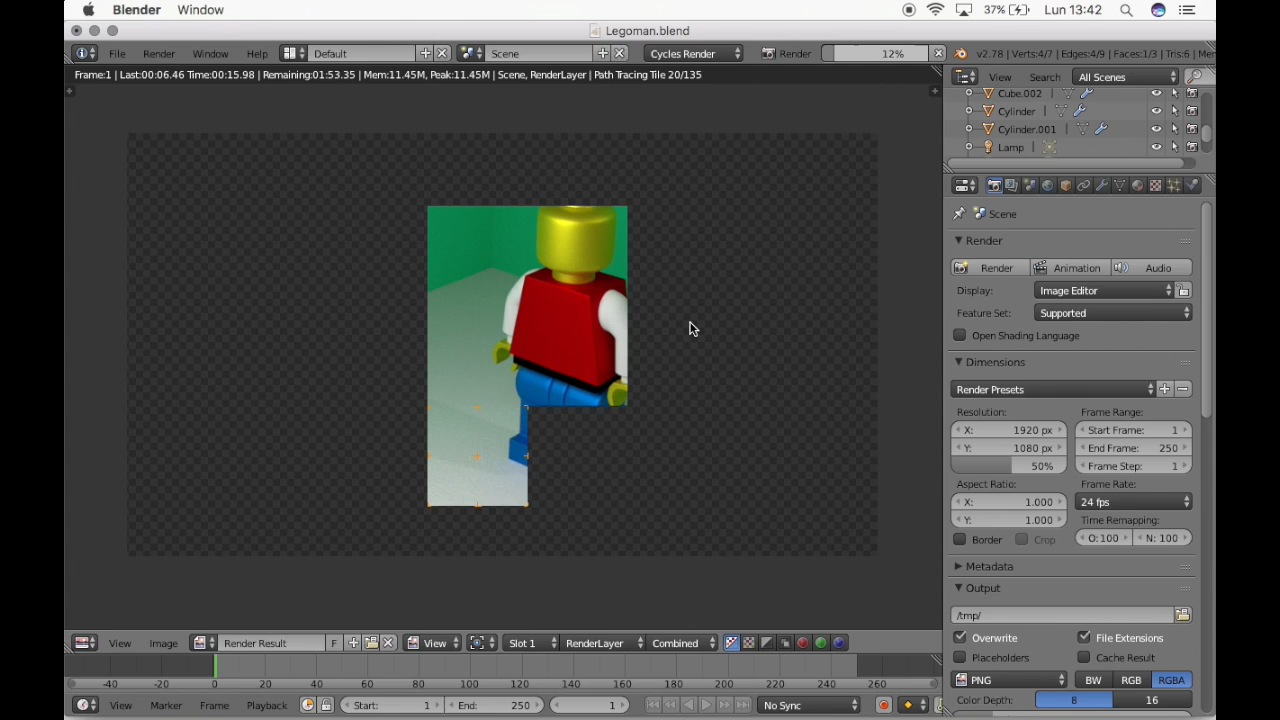 Blender Window 37% Lun 13:42
Legoman.blend
File Render Window Help Default Scene Cycles Render Render 12% v2.78 | Verts:4/7 | Edges:4/9 | Faces:1/3 | Tris:6 |
Frame:1 | Last:00:06.46 Time:00:15.98 | Remaining:01:53.35 | Mem:11.45M, Peak:11.45M | Scene, RenderLayer | Path Tracing Tile 20/135
View Search All Scenes
Cube.002
Cylinder
Cylinder.001
Lamp
Scene
Render
Render Animation Audio
Display: Image Editor
Feature Set: Supported
Open Shading Language
Dimensions
Render Presets
Resolution: Frame Range:
X: 1920 px Start Frame: 1
Y: 1080 px End Frame: 250
50% Frame Step: 1
Aspect Ratio: Frame Rate:
X: 1.000 24 fps
Y: 1.000 Time Remapping:
Border Crop O: 100 N: 100
Metadata
Output
/tmp/
Overwrite File Extensions
Placeholders Cache Result
PNG BW RGB RGBA
Color Depth: 8 16
View Image Render Result F View Slot 1 RenderLayer Combined
-40 -20 0 20 40 60 80 100 120 140 160 180 200 220 240 260
View Marker Frame Playback Start: 1 End: 250 1 No Sync